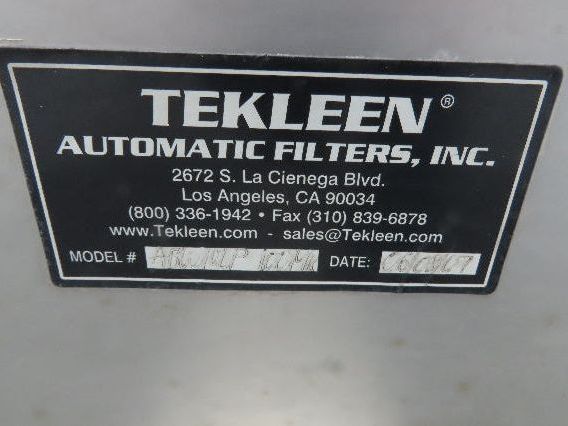 TEKLEEN ®
AUTOMATIC FILTERS, INC.
2672 S. La Cienega Blvd.
Los Angeles, CA 90034
(800) 336-1942 • Fax (310) 839-6878
www.Tekleen.com - sales@Tekleen.com
MODEL # DATE: